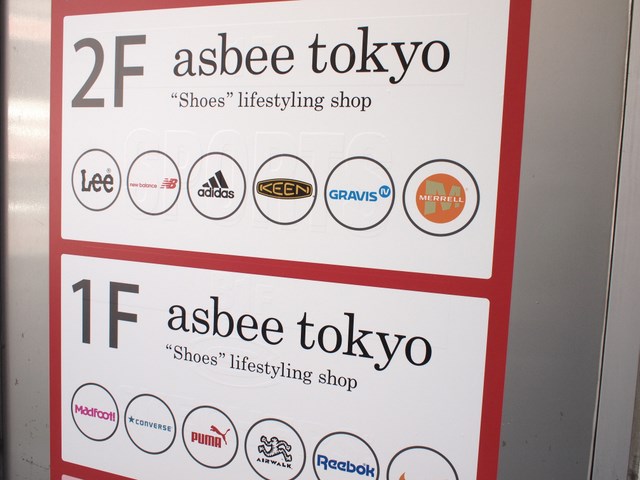 2F asbee tokyo
“Shoes” lifestyling shop
Lee new balance NB adidas KEEN GRAVIS MERRELL
1F asbee tokyo
“Shoes” lifestyling shop
Madfoot! CONVERSE PUMA AIRWALK Reebok